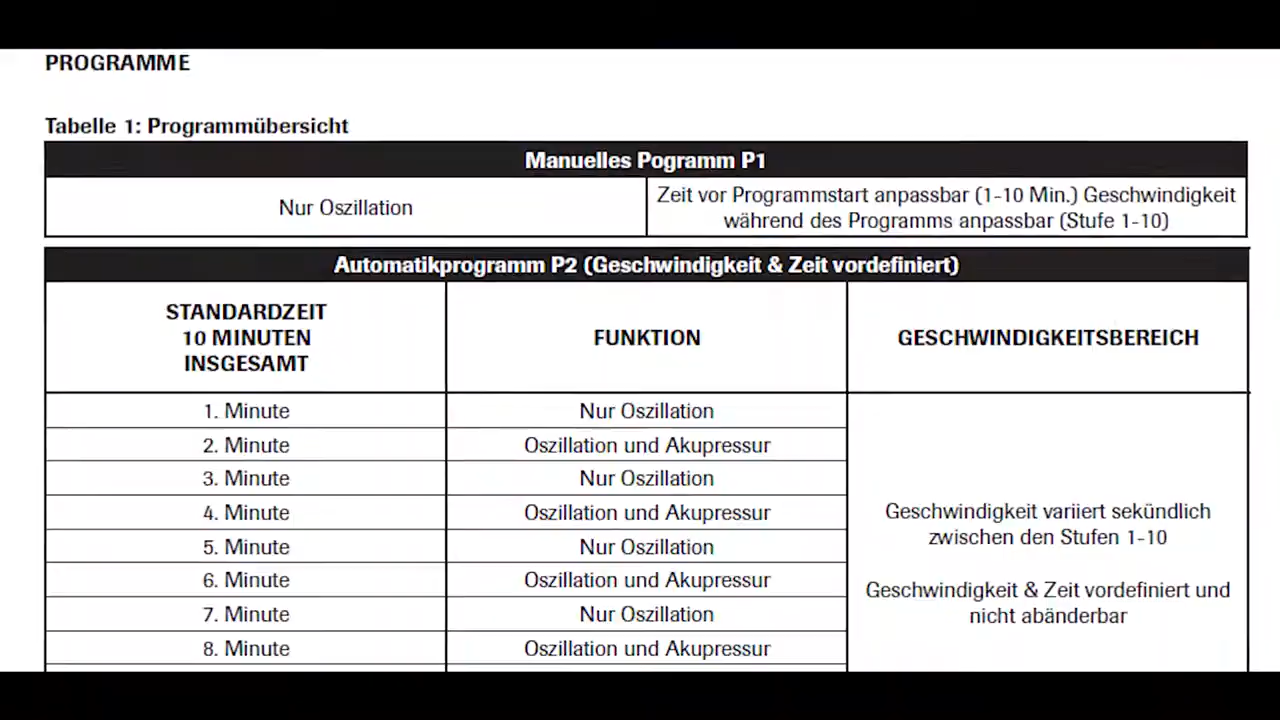 PROGRAMME
Tabelle 1: Programmübersicht
Manuelles Pogramm P1
Nur Oszillation
Zeit vor Programmstart anpassbar (1-10 Min.) Geschwindigkeit
während des Programms anpassbar (Stufe 1-10)
Automatikprogramm P2 (Geschwindigkeit & Zeit vordefiniert)
STANDARDZEIT
10 MINUTEN
INSGESAMT
FUNKTION
GESCHWINDIGKEITSBEREICH
1. Minute
Nur Oszillation
2. Minute
Oszillation und Akupressur
3. Minute
Nur Oszillation
4. Minute
Oszillation und Akupressur
5. Minute
Nur Oszillation
6. Minute
Oszillation und Akupressur
7. Minute
Nur Oszillation
8. Minute
Oszillation und Akupressur
Geschwindigkeit variiert sekündlich
zwischen den Stufen 1-10
Geschwindigkeit & Zeit vordefiniert und
nicht abänderbar